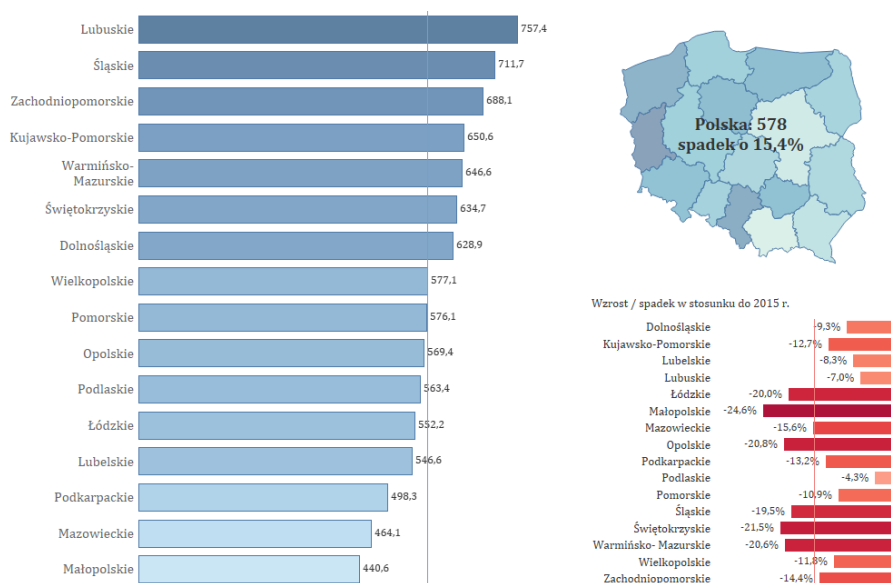 Lubuskie 757,4
Śląskie 711,7
Zachodniopomorskie 688,1
Kujawsko-Pomorskie 650,6
Warmińsko-
Mazurskie 646,6
Świętokrzyskie 634,7
Dolnośląskie 628,9
Wielkopolskie 577,1
Pomorskie 576,1
Opolskie 569,4
Podlaskie 563,4
Łódzkie 552,2
Lubelskie 546,6
Podkarpackie 498,3
Mazowieckie 464,1
Małopolskie 440,6
Polska: 578
spadek o 15,4%
Wzrost / spadek w stosunku do 2015 r.
Dolnośląskie -9,3%
Kujawsko-Pomorskie -12,7%
Lubelskie -8,3%
Lubuskie -7,0%
Łódzkie -20,0%
Małopolskie -24,6%
Mazowieckie -15,6%
Opolskie -20,8%
Podkarpackie -13,2%
Podlaskie -4,3%
Pomorskie -10,9%
Śląskie -19,5%
Świętokrzyskie -21,5%
Warmińsko- Mazurskie -20,6%
Wielkopolskie -11,8%
Zachodniopomorskie -14,4%